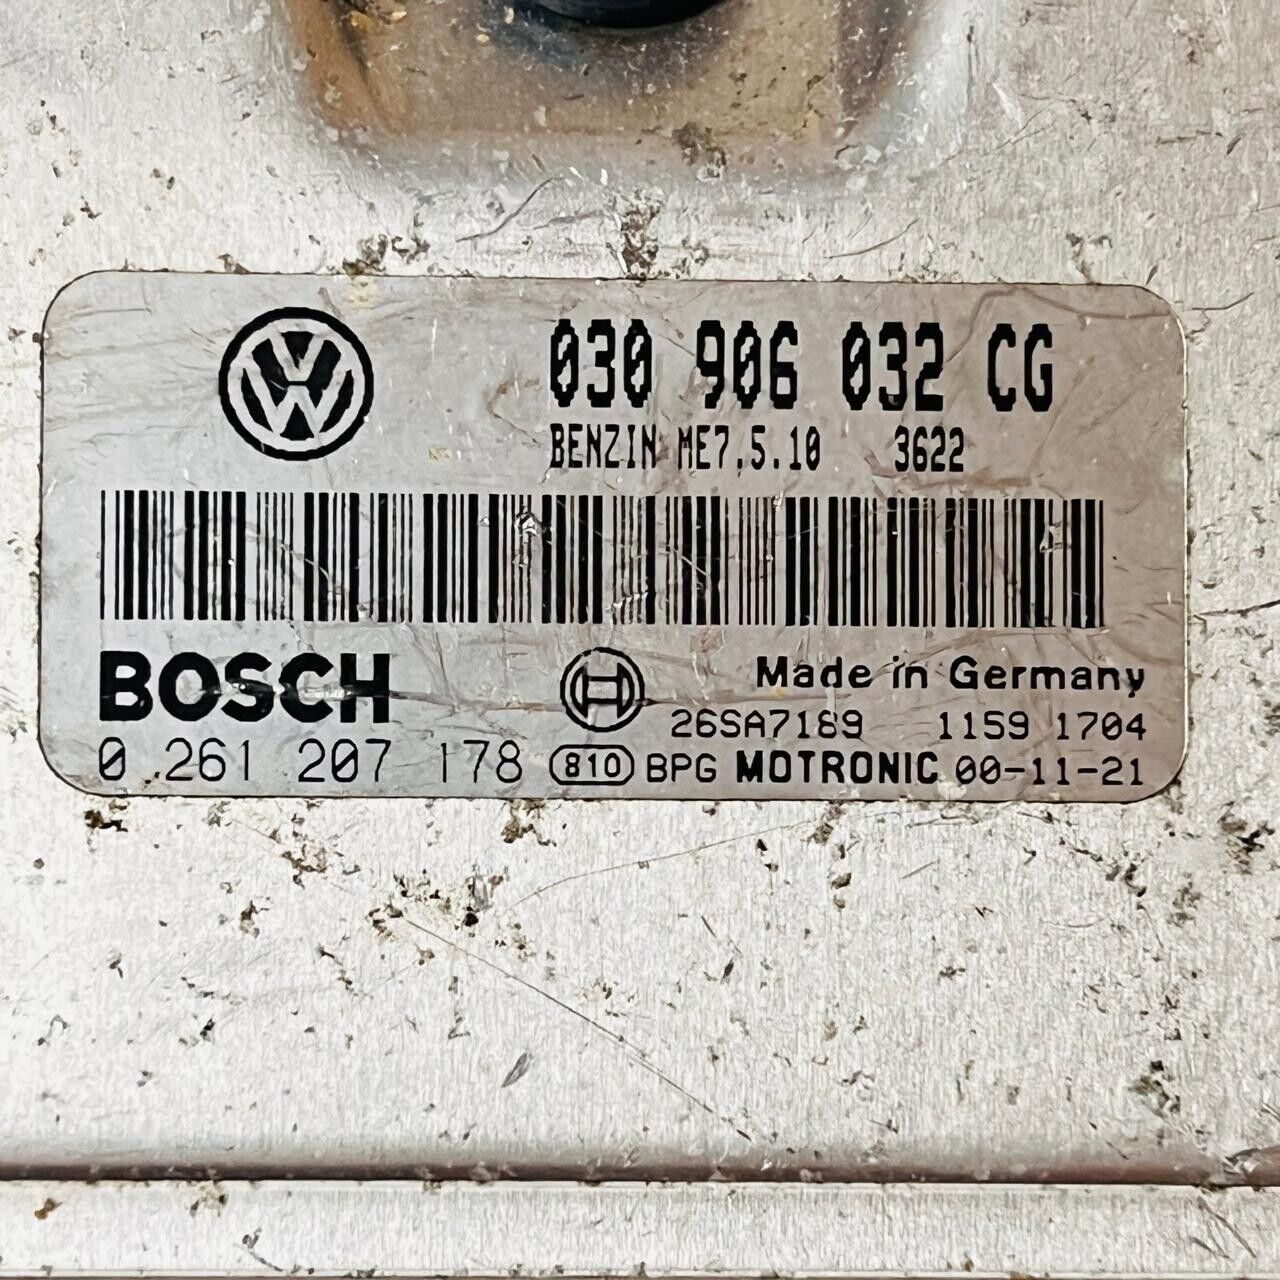 030 906 032 CG
BENZIN ME7.5.10 3622
BOSCH
Made in Germany
26SA7189 1159 1704
0 261 207 178 810 BPG MOTRONIC 00-11-21